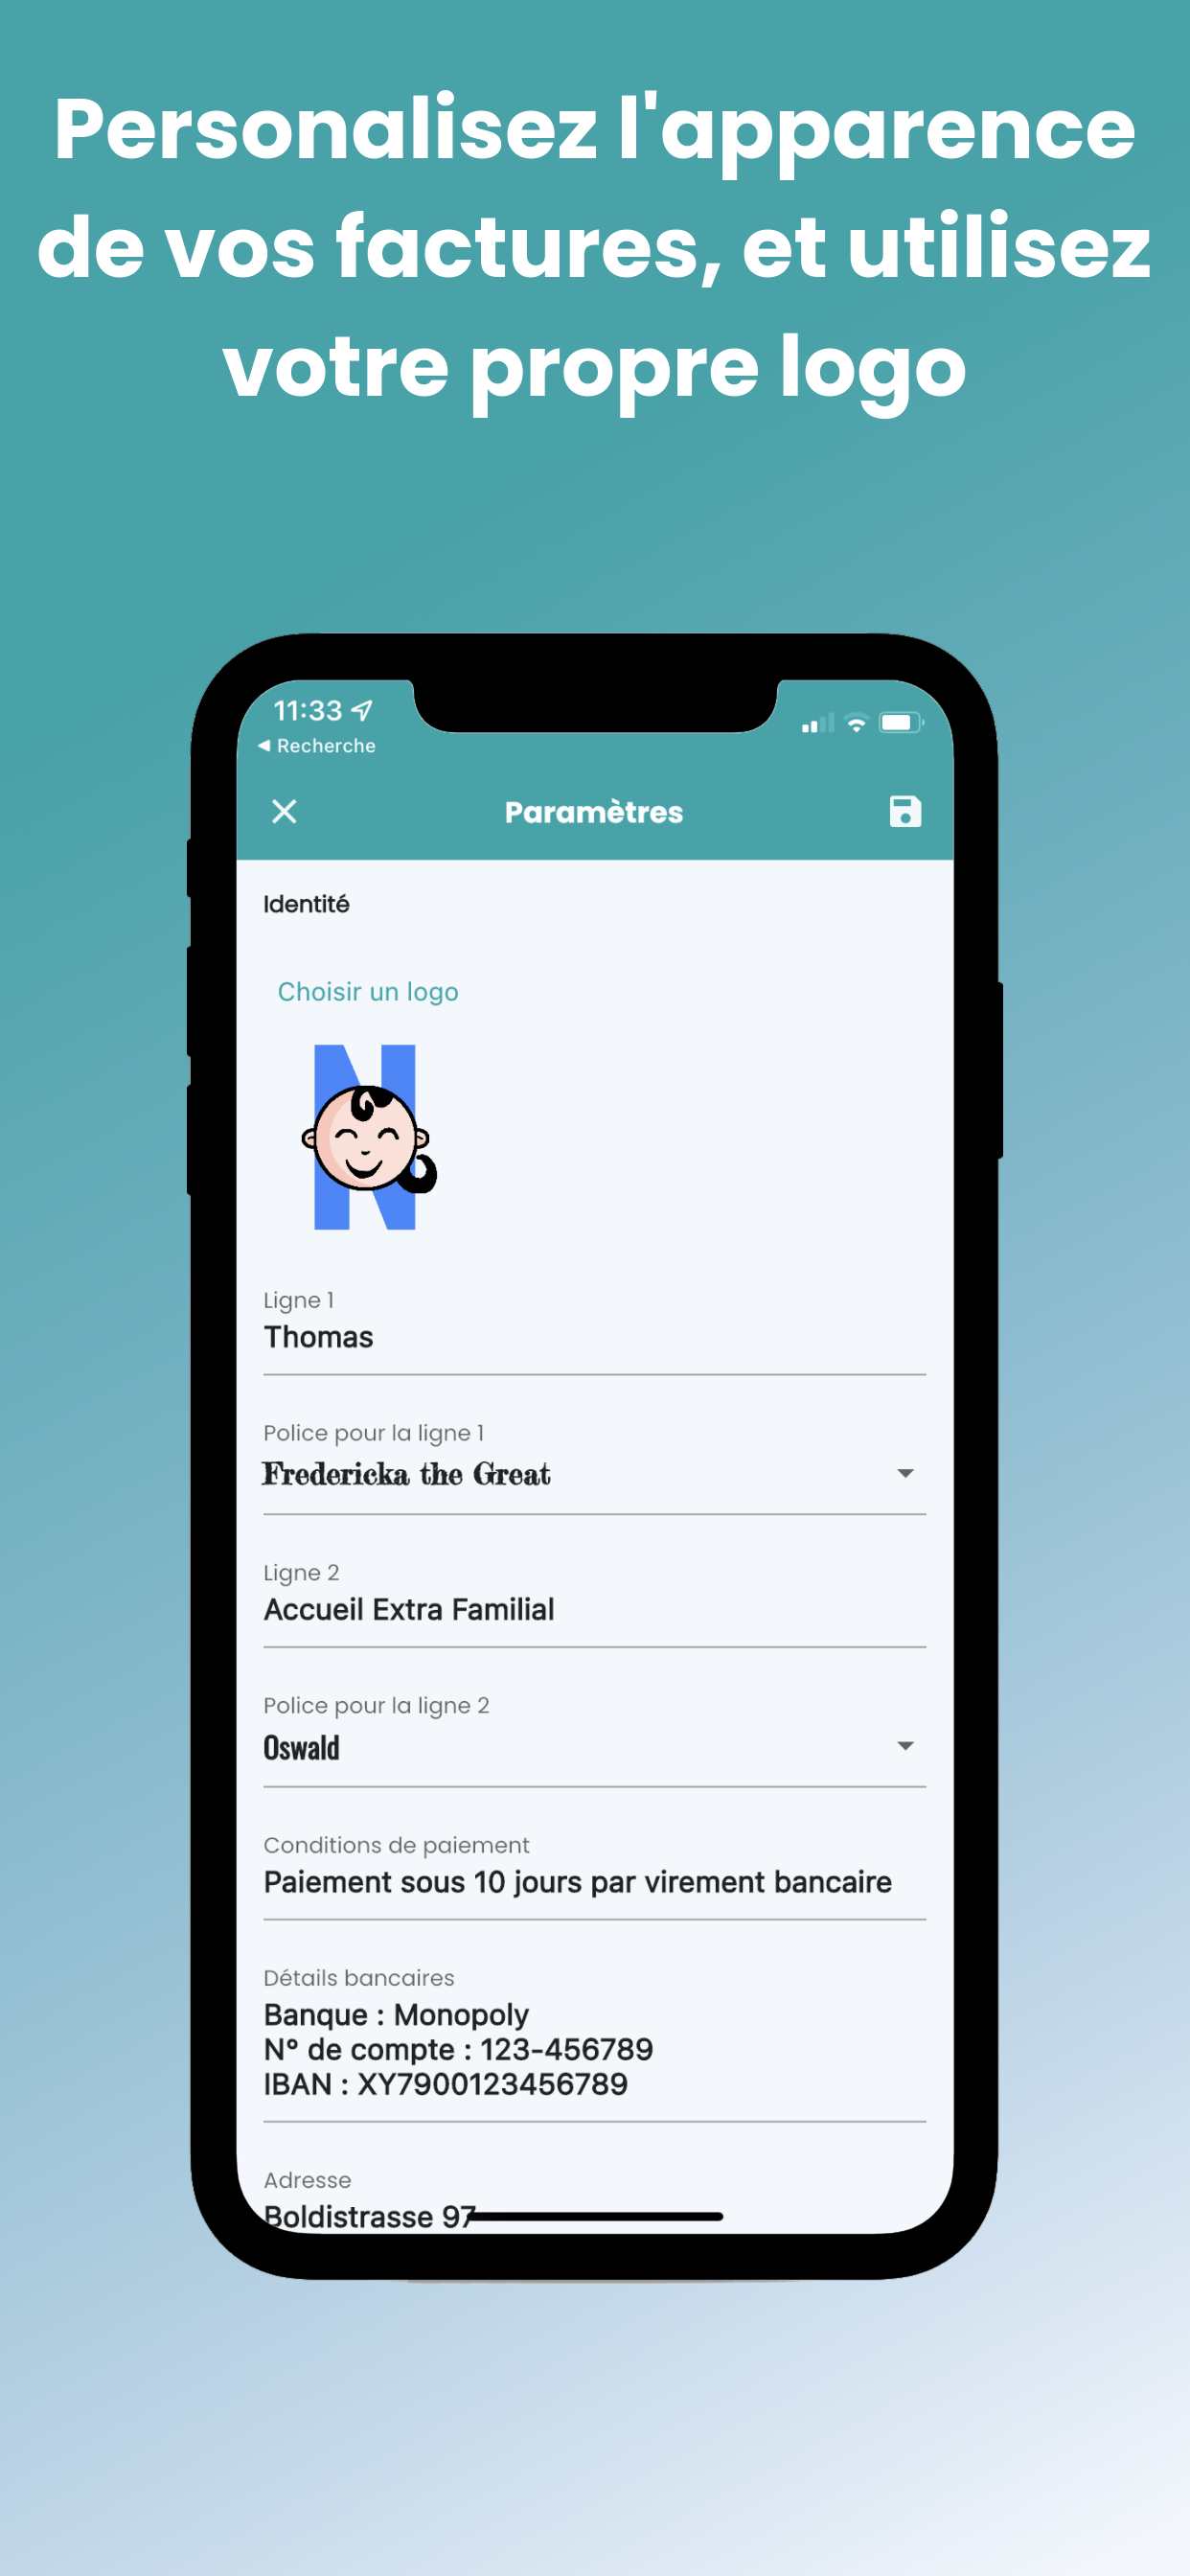 Personalisez l'apparence
de vos factures, et utilisez
votre propre logo
11:33
◀ Recherche
Paramètres
Identité
Choisir un logo
N
Ligne 1
Thomas
Police pour la ligne 1
Fredericka the Great
Ligne 2
Accueil Extra Familial
Police pour la ligne 2
Oswald
Conditions de paiement
Paiement sous 10 jours par virement bancaire
Détails bancaires
Banque : Monopoly
N° de compte : 123-456789
IBAN : XY7900123456789
Adresse
Boldistrasse 97